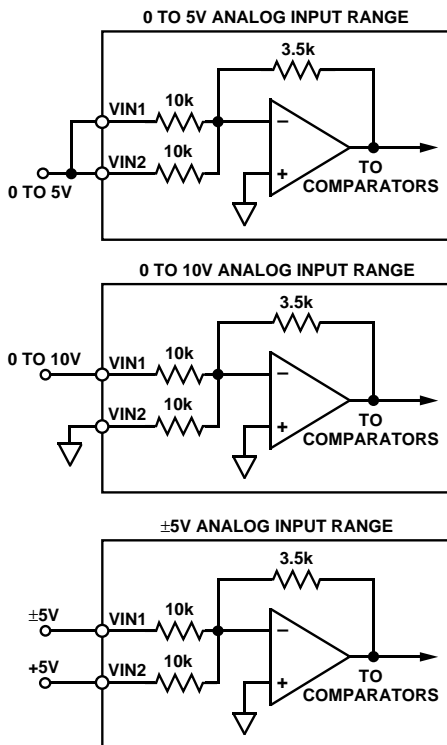 0 TO 5V ANALOG INPUT RANGE
3.5k
VIN1
10k
VIN2
10k
0 TO 5V
–
+
TO
COMPARATORS
0 TO 10V ANALOG INPUT RANGE
3.5k
0 TO 10V
VIN1
10k
VIN2
10k
–
+
TO
COMPARATORS
±5V ANALOG INPUT RANGE
3.5k
±5V
VIN1
10k
+5V
VIN2
10k
–
+
TO
COMPARATORS